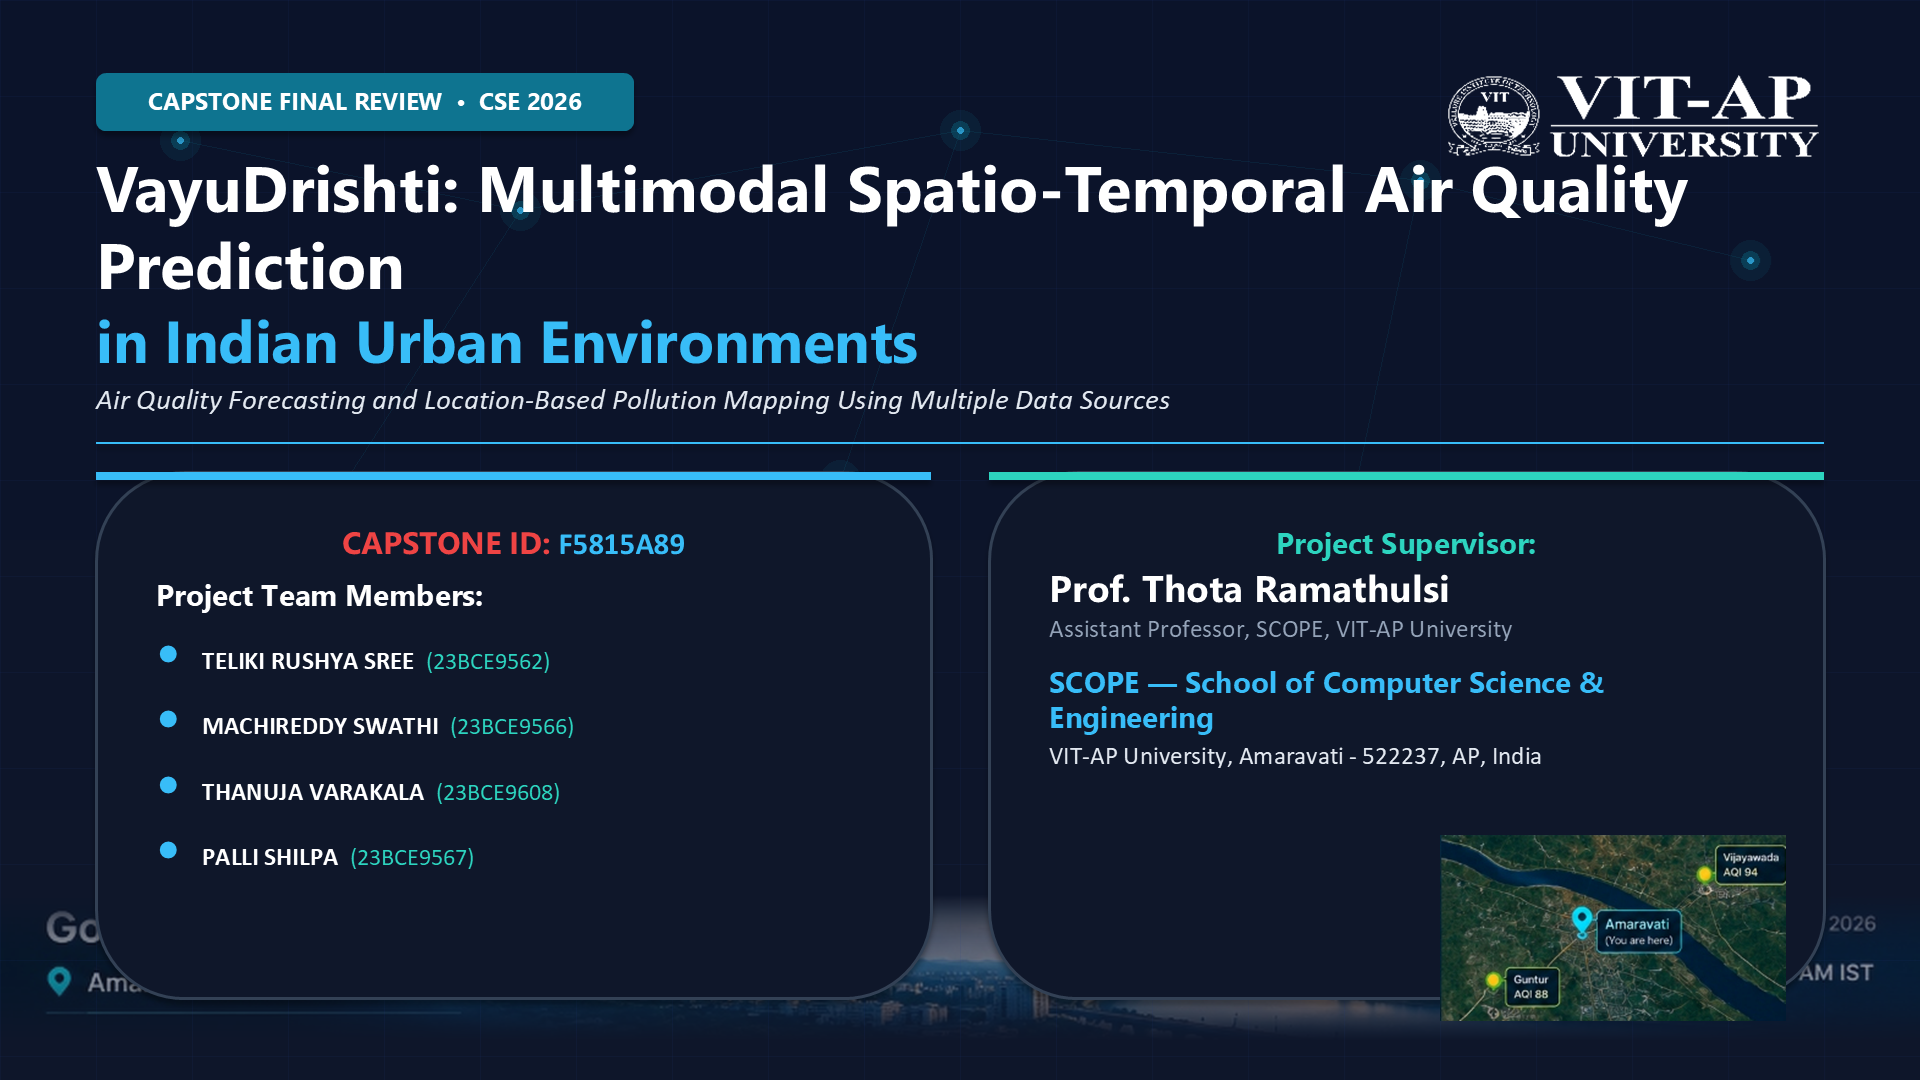 CAPSTONE FINAL REVIEW • CSE 2026
VIT
VIT-AP
UNIVERSITY
VayuDrishti: Multimodal Spatio-Temporal Air Quality
Prediction
in Indian Urban Environments
Air Quality Forecasting and Location-Based Pollution Mapping Using Multiple Data Sources
CAPSTONE ID: F5815A89
Project Team Members:
TELIKI RUSHYA SREE (23BCE9562)
MACHIREDDY SWATHI (23BCE9566)
THANUJA VARAKALA (23BCE9608)
PALLI SHILPA (23BCE9567)
Project Supervisor:
Prof. Thota Ramathulsi
Assistant Professor, SCOPE, VIT-AP University
SCOPE — School of Computer Science &
Engineering
VIT-AP University, Amaravati - 522237, AP, India
Vijayawada
AQI 94
Amaravati
(You are here)
Guntur
AQI 88
Go
Ama
2026
AM IST